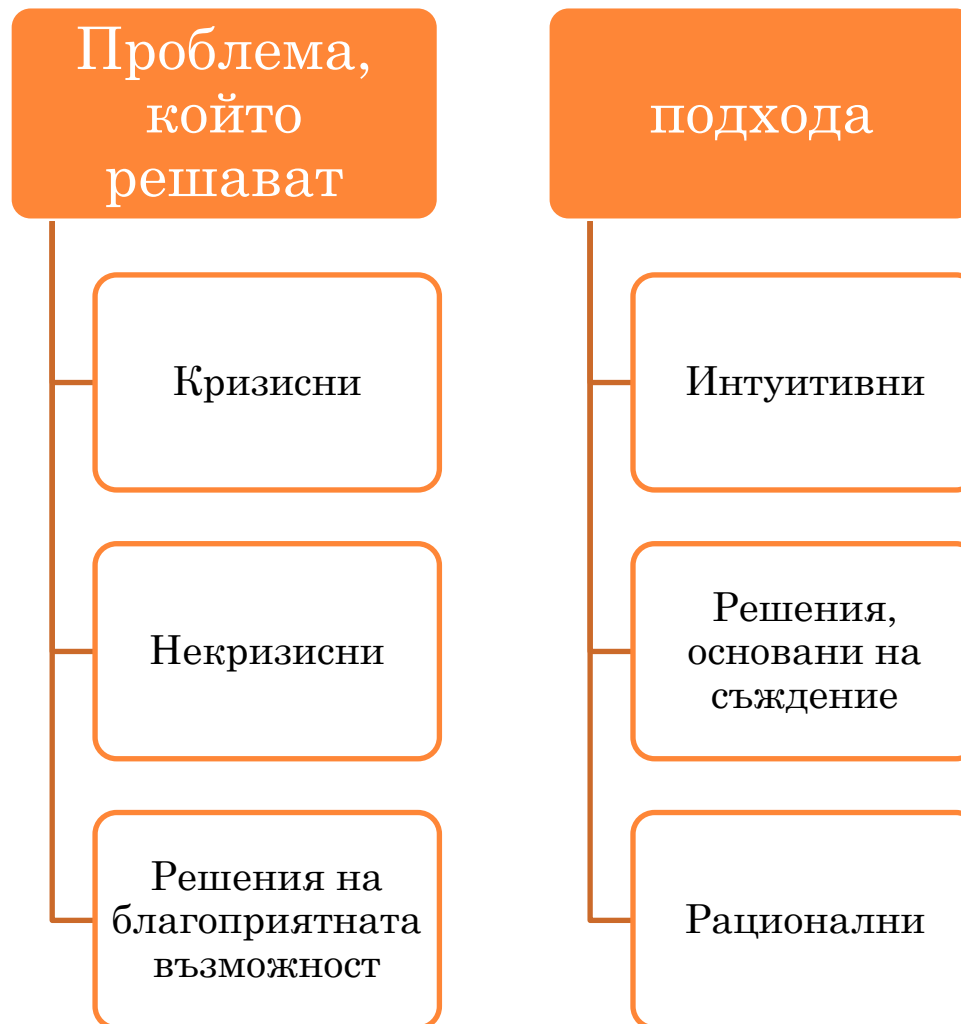 Проблема,
който
решават
Кризисни
Некризисни
Решения на
благоприятната
възможност
подхода
Интуитивни
Решения,
основани на
съждение
Рационални